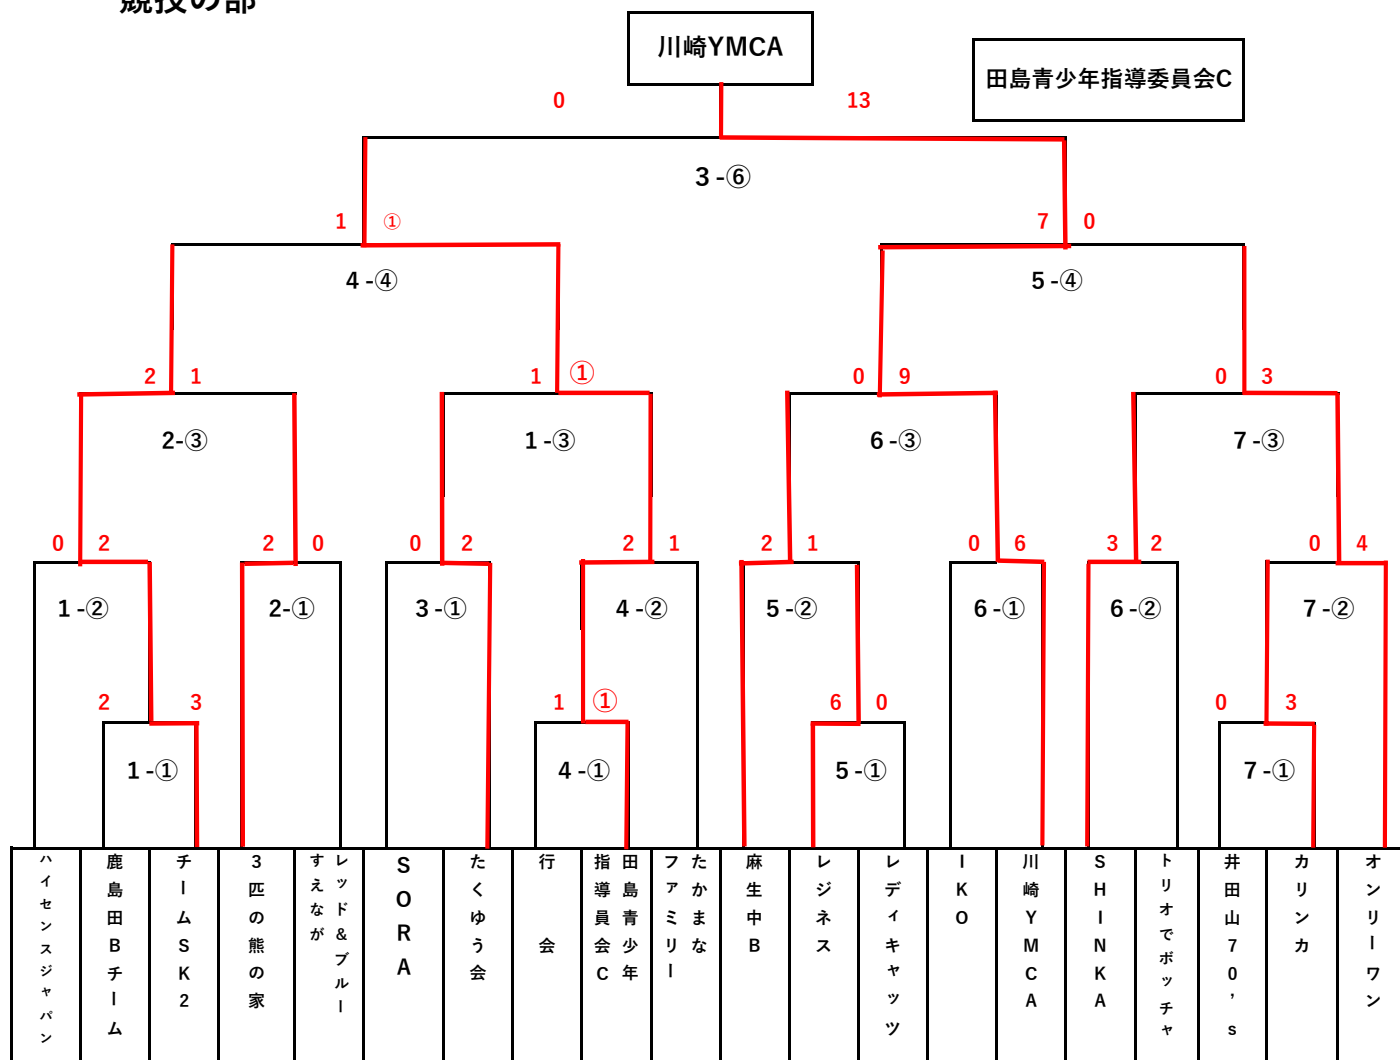 競技の部
川崎YMCA
田島青少年指導委員会C
0 13
3-⑥
1 ① 7 0
4-④ 5-④
2 1 1 ① 0 9 0 3
2-③ 1-③ 6-③ 7-③
0 2 2 0 0 2 2 1 2 1 0 6 3 2 0 4
1-② 2-① 3-① 4-② 5-② 6-① 6-② 7-②
2 3 1 ① 6 0 0 3
1-① 4-① 5-① 7-①
ハイセンスジャパン
鹿島田Bチーム
チームSK2
3匹の熊の家
レッド&ブルー
すえなが
SORA
たくゆう会
行 会
田島青少年
指導員会C
たかまな
ファミリー
麻生中B
レジネス
レディキャッツ
IKO
川崎YMCA
SHINKA
トリオでボッチャ
井田山70's
カリンカ
オンリーワン